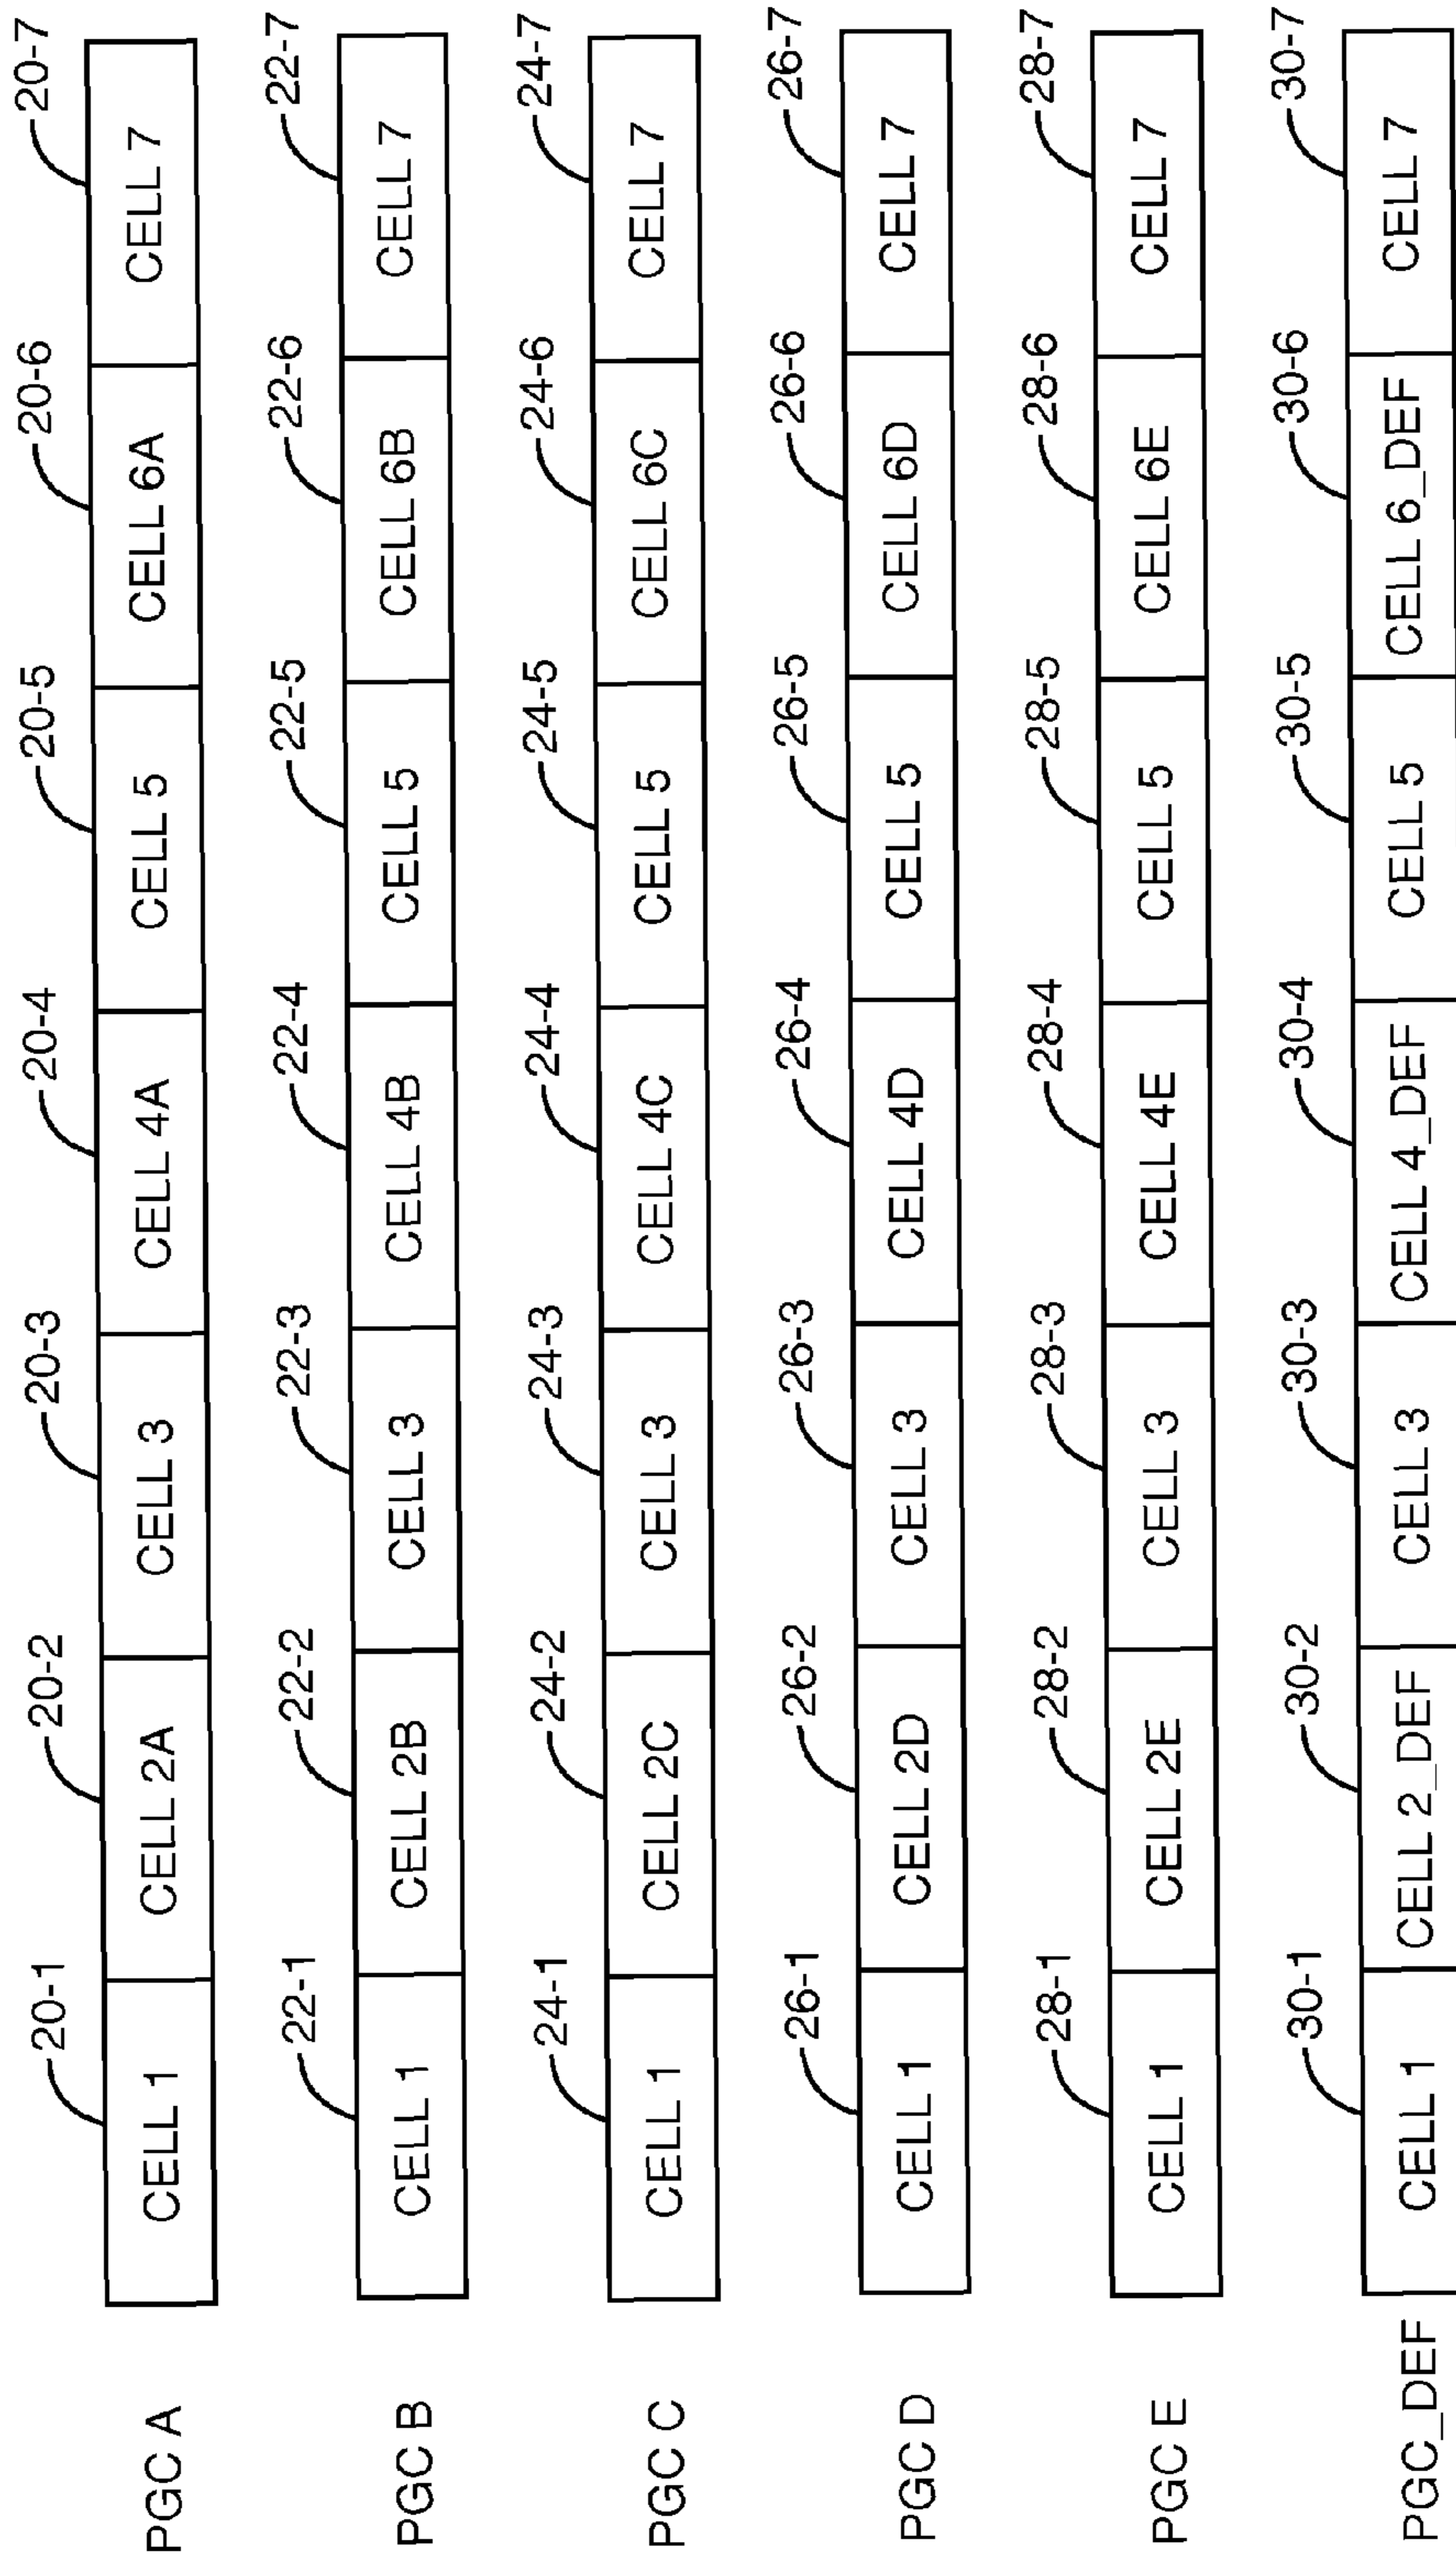 20-1 20-2 20-3 20-4 20-5 20-6 20-7
PGC A CELL 1 CELL 2A CELL 3 CELL 4A CELL 5 CELL 6A CELL 7
22-1 22-2 22-3 22-4 22-5 22-6 22-7
PGC B CELL 1 CELL 2B CELL 3 CELL 4B CELL 5 CELL 6B CELL 7
24-1 24-2 24-3 24-4 24-5 24-6 24-7
PGC C CELL 1 CELL 2C CELL 3 CELL 4C CELL 5 CELL 6C CELL 7
26-1 26-2 26-3 26-4 26-5 26-6 26-7
PGC D CELL 1 CELL 2D CELL 3 CELL 4D CELL 5 CELL 6D CELL 7
28-1 28-2 28-3 28-4 28-5 28-6 28-7
PGC E CELL 1 CELL 2E CELL 3 CELL 4E CELL 5 CELL 6E CELL 7
30-1 30-2 30-3 30-4 30-5 30-6 30-7
PGC_DEF CELL 1 CELL 2_DEF CELL 3 CELL 4_DEF CELL 5 CELL 6_DEF CELL 7